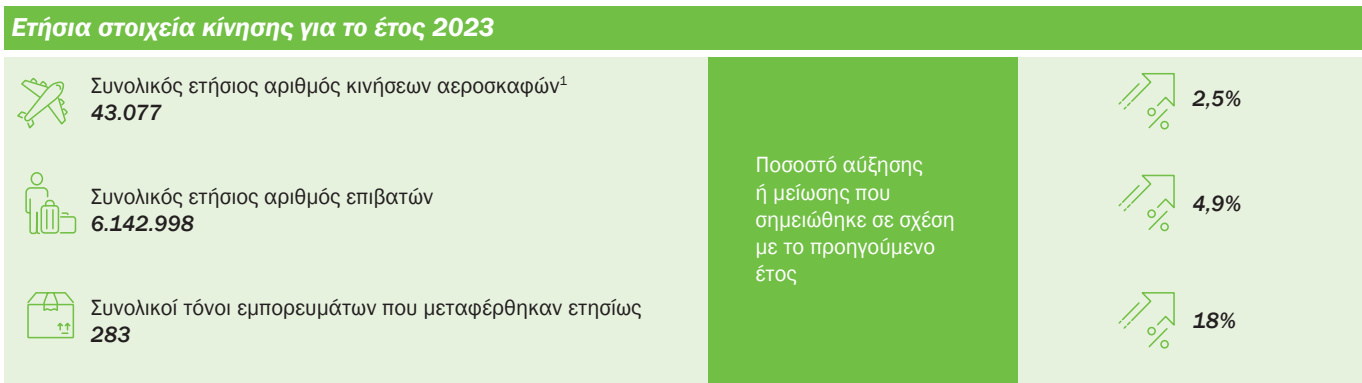 Ετήσια στοιχεία κίνησης για το έτος 2023
Συνολικός ετήσιος αριθμός κινήσεων αεροσκαφών¹
43.077
2,5%
Συνολικός ετήσιος αριθμός επιβατών
6.142.998
Ποσοστό αύξησης
ή μείωσης που
σημειώθηκε σε σχέση
με το προηγούμενο
έτος
4,9%
Συνολικοί τόνοι εμπορευμάτων που μεταφέρθηκαν ετησίως
283
18%